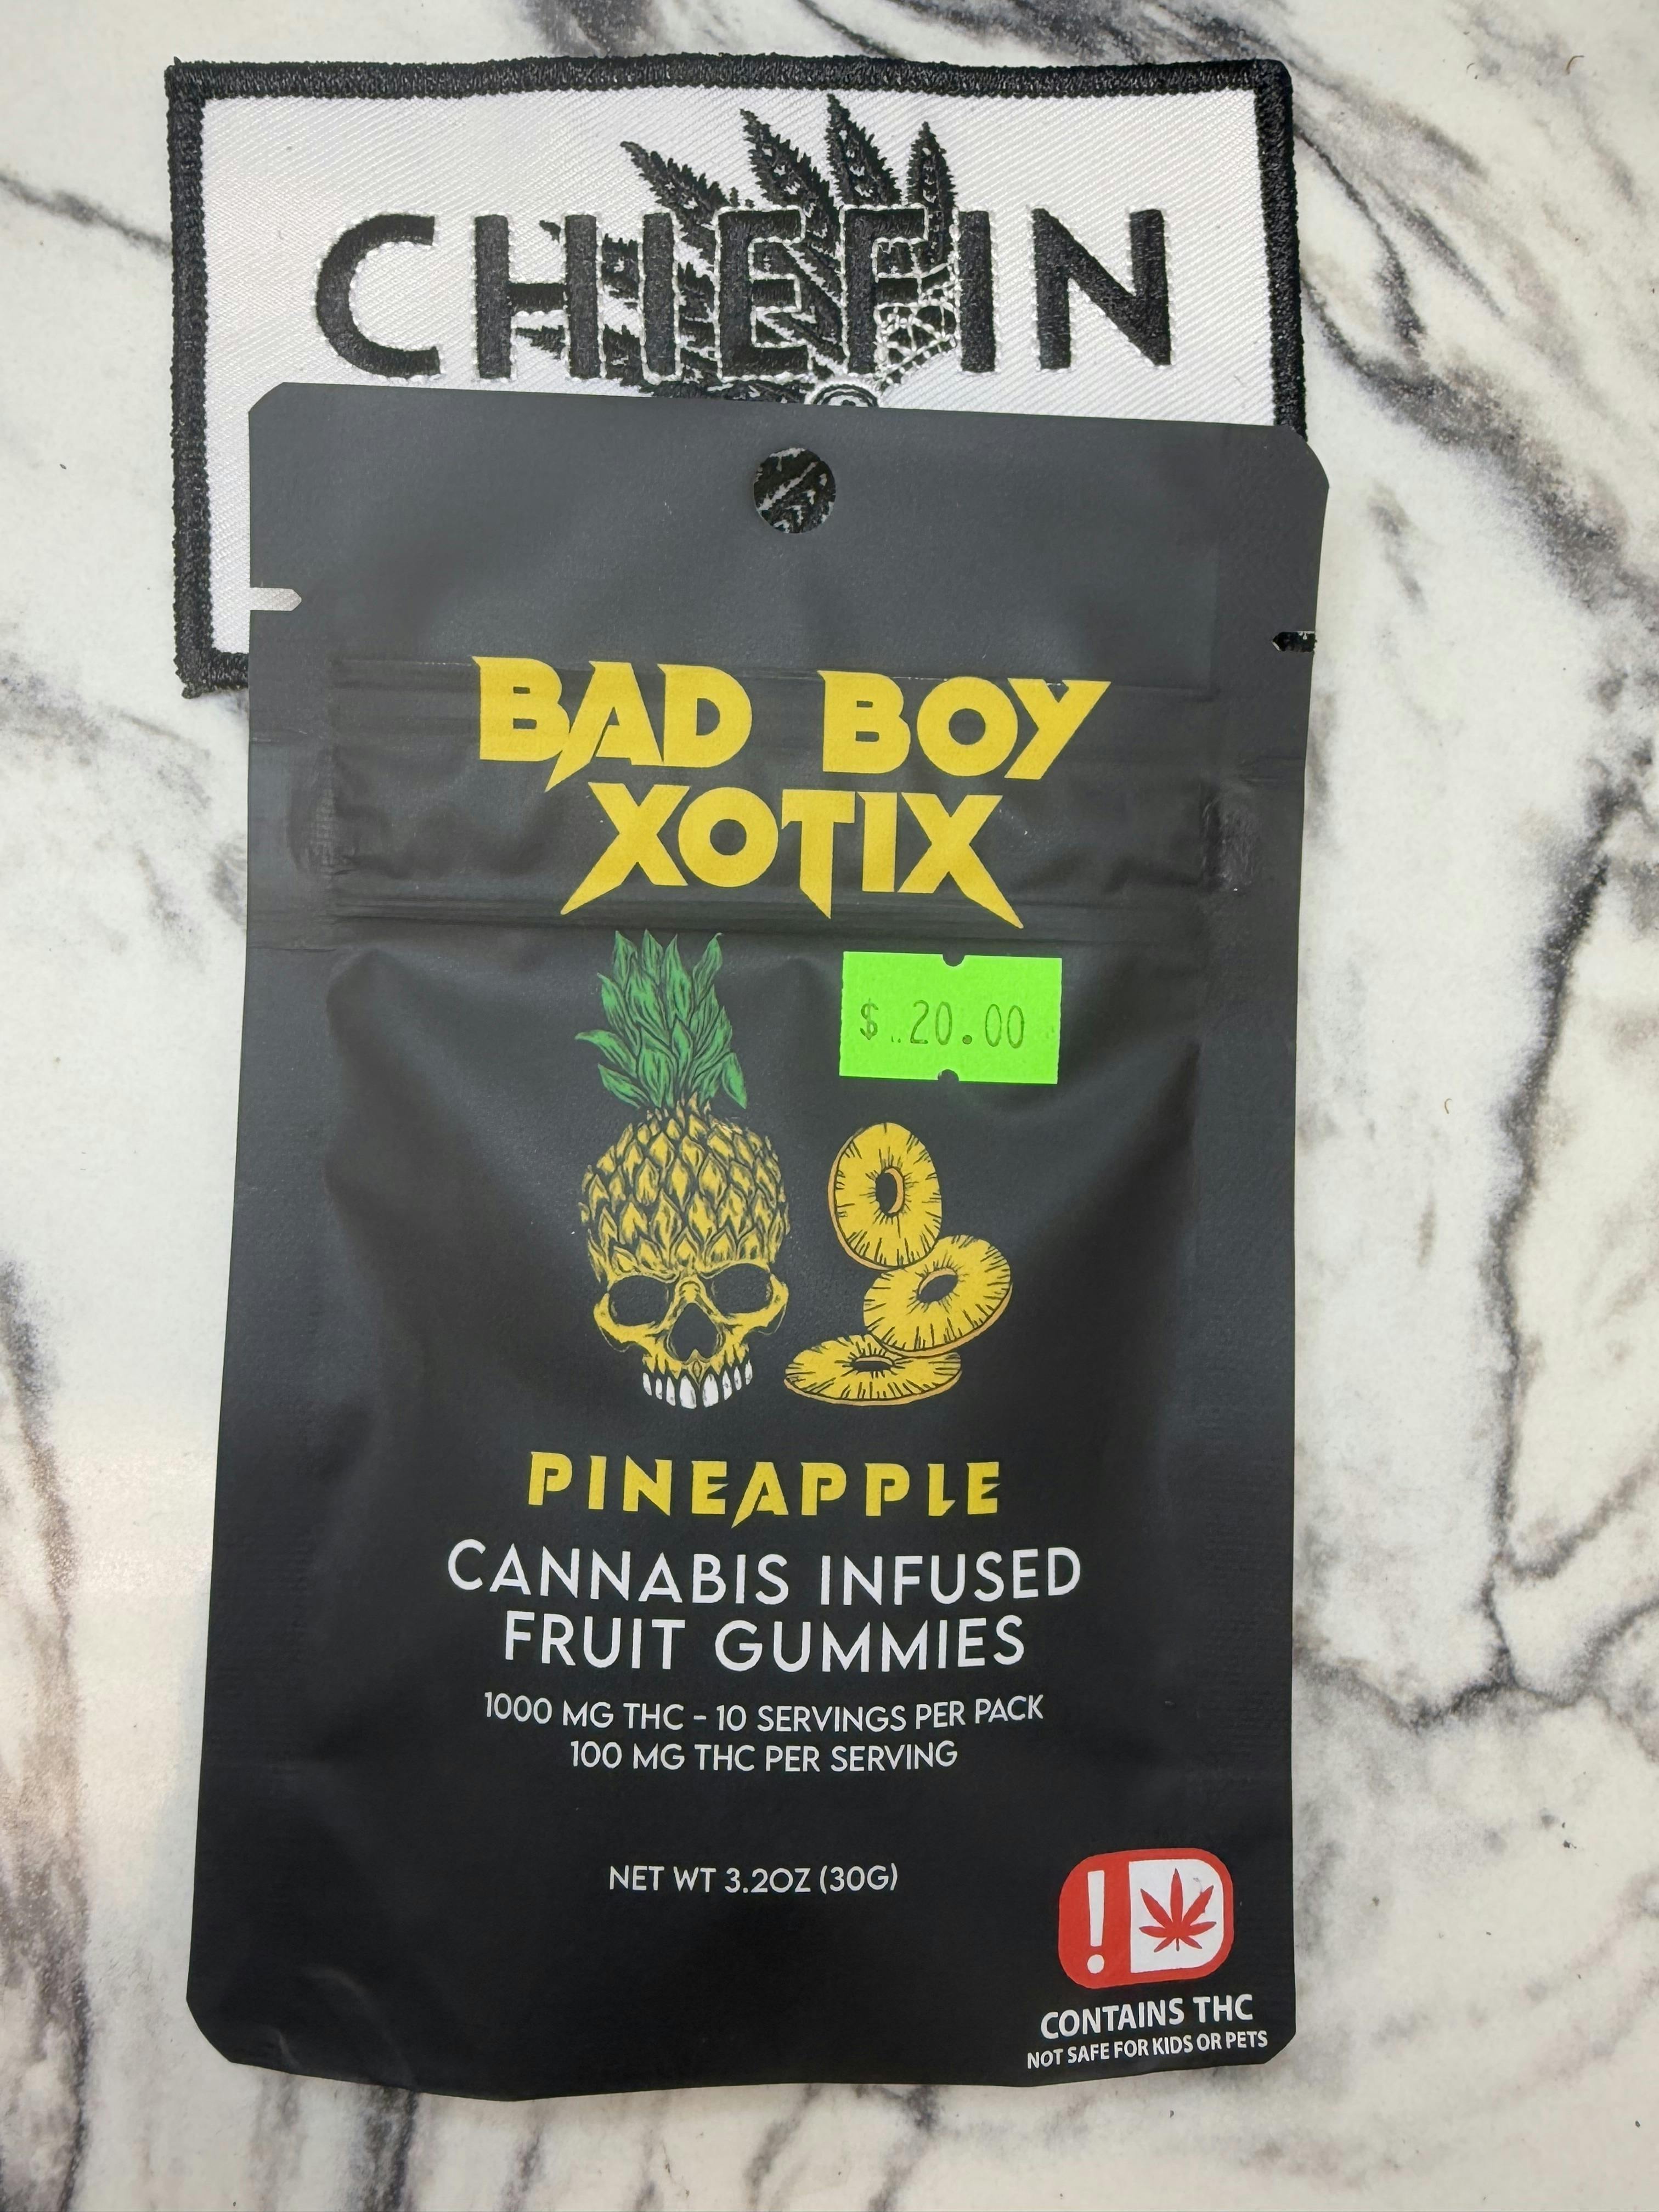 CHIEFIN
BAD BOY
XOTIX
$ 20.00
PINEAPPLE
CANNABIS INFUSED
FRUIT GUMMIES
1000 MG THC - 10 SERVINGS PER PACK
100 MG THC PER SERVING
NET WT 3.2OZ (30G)
!
CONTAINS THC
NOT SAFE FOR KIDS OR PETS